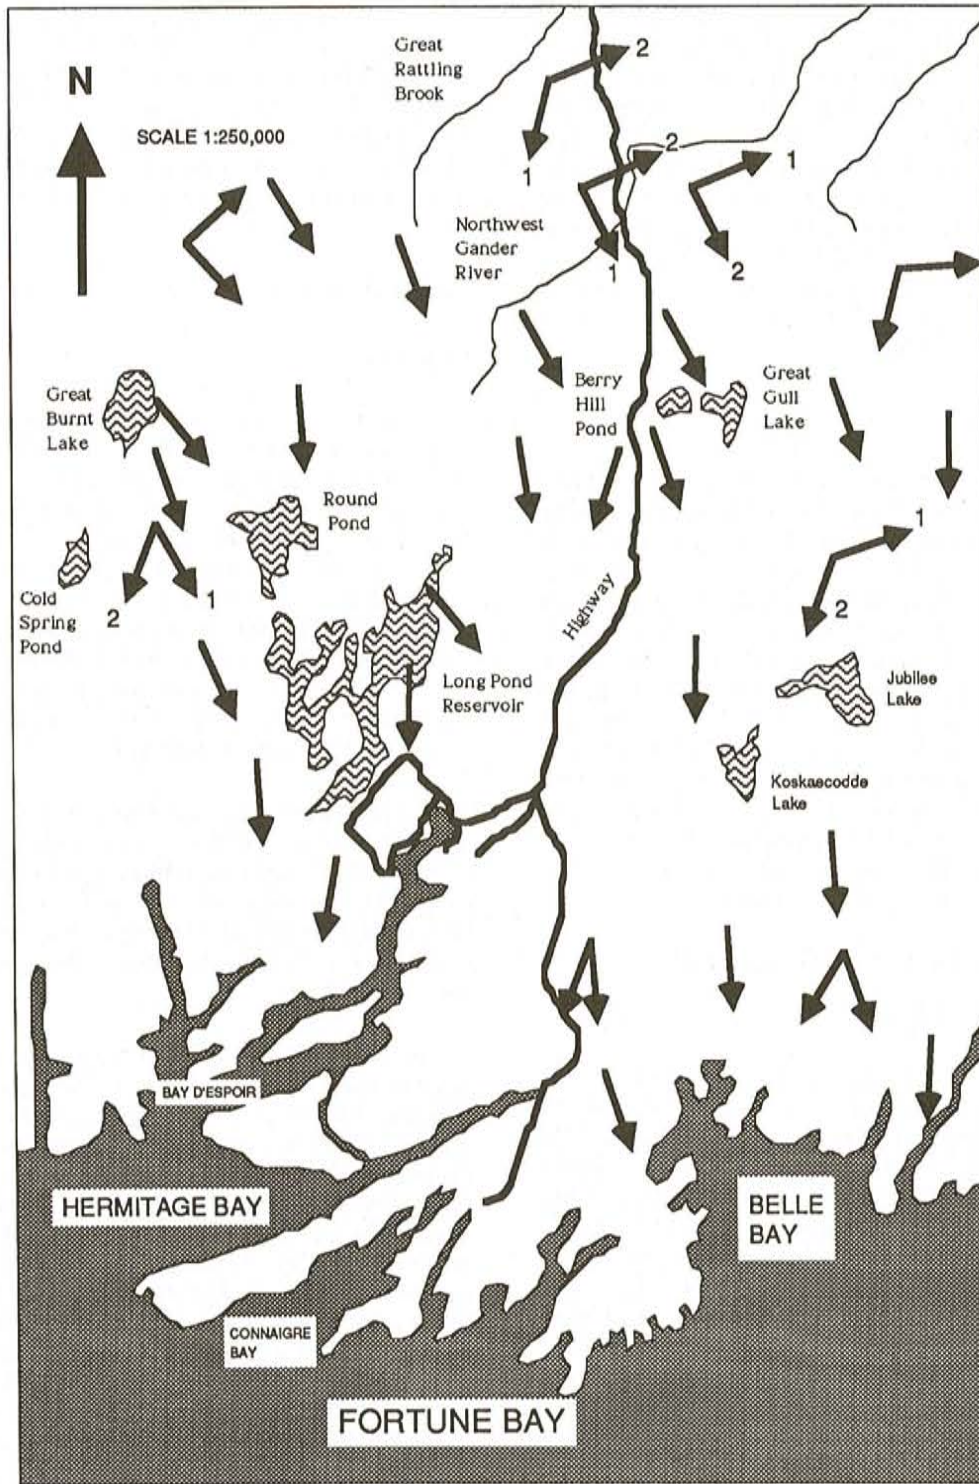 Great
Rattling
Brook
2
N
SCALE 1:250,000
1
2
1
Northwest
Gander
River
1
2
Great
Burnt
Lake
Berry
Hill
Pond
Great
Gull
Lake
Round
Pond
1
Cold
Spring
Pond
2
1
2
Highway
Long Pond
Reservoir
Jubilee
Lake
Koskaecodde
Lake
BAY D'ESPOIR
HERMITAGE BAY
BELLE
BAY
CONNAIGRE
BAY
FORTUNE BAY